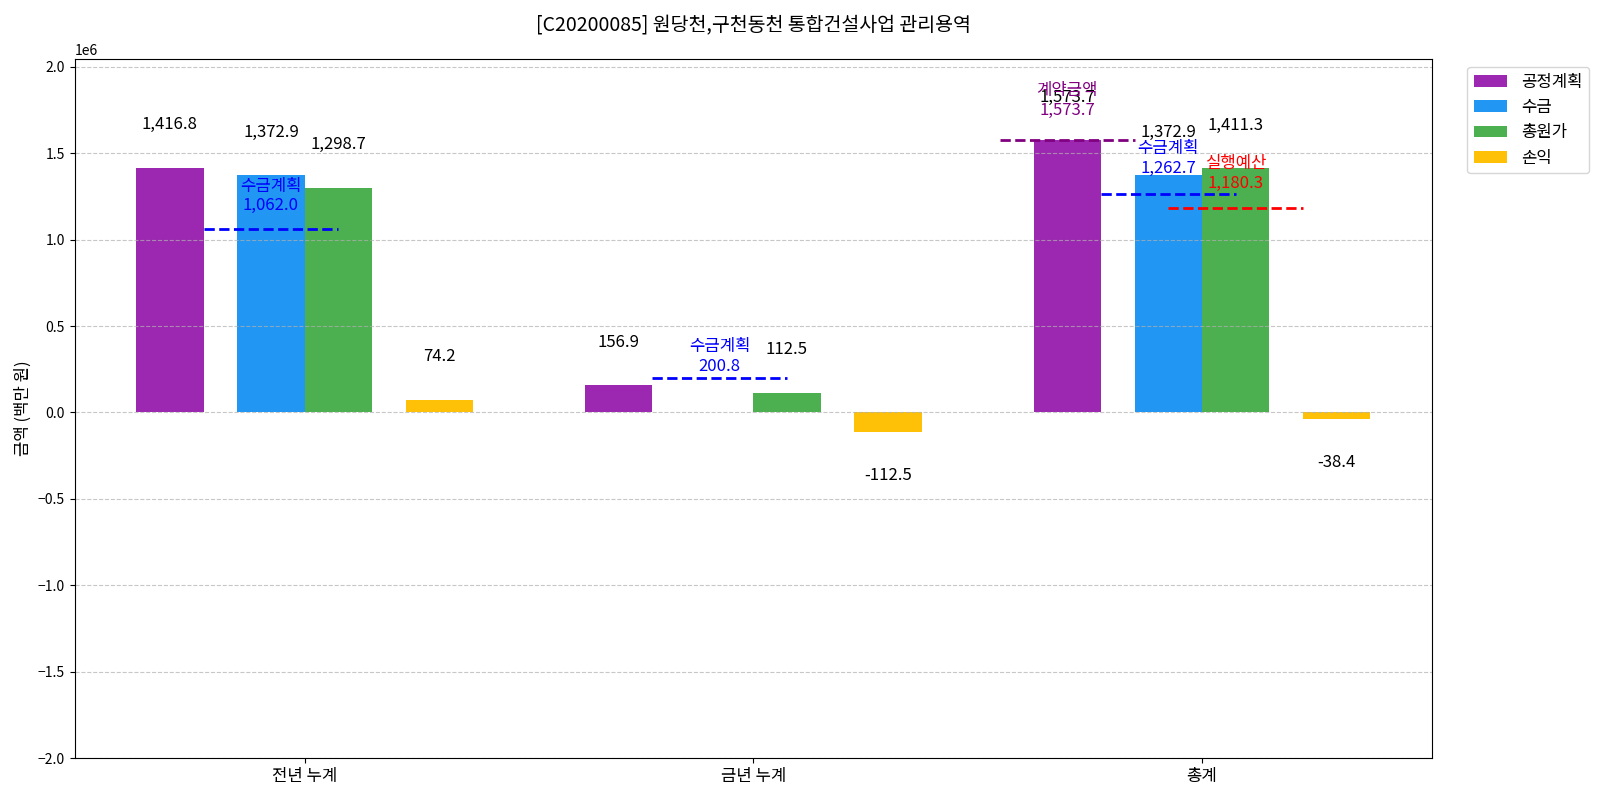 [C20200085] 원당천,구천동천 통합건설사업 관리용역
1e6
2.0
1.5
1.0
0.5
0.0
−0.5
−1.0
−1.5
−2.0
금액 (백만 원)
1,416.8
1,372.9
1,298.7
수금계획
1,062.0
74.2
156.9
수금계획
200.8
112.5
-112.5
계약금액
1,573.7
1,573.7
1,372.9
1,411.3
수금계획
1,262.7
실행예산
1,180.3
-38.4
전년 누계
금년 누계
총계
공정계획
수금
총원가
손익